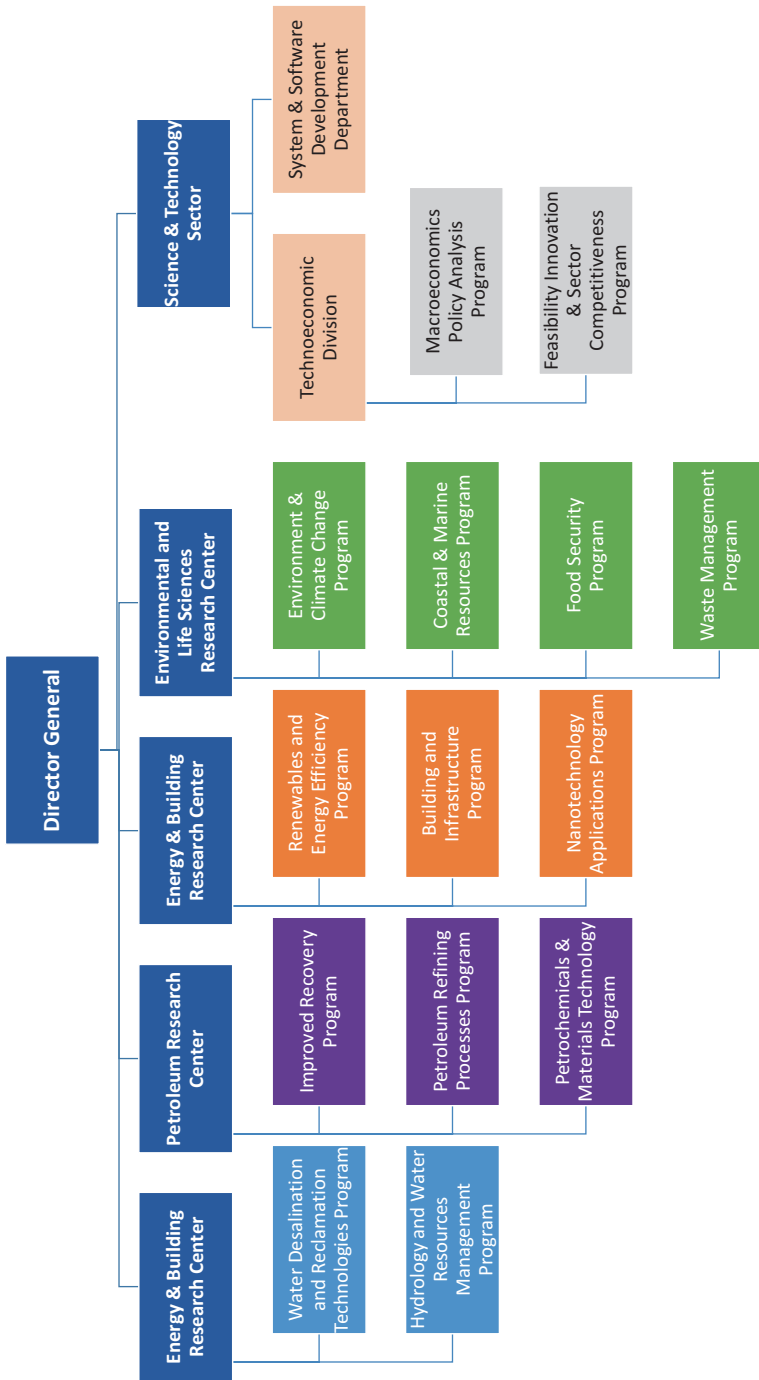 Director General
Energy & Building
Research Center
Water Desalination
and Reclamation
Technologies Program
Hydrology and Water
Resources
Management
Program
Petroleum Research
Center
Improved Recovery
Program
Petroleum Refining
Processes Program
Petrochemicals &
Materials Technology
Program
Energy & Building
Research Center
Renewables and
Energy Efficiency
Program
Building and
Infrastructure
Program
Nanotechnology
Applications Program
Environmental and
Life Sciences
Research Center
Environment &
Climate Change
Program
Coastal & Marine
Resources Program
Food Security
Program
Waste Management
Program
Science & Technology
Sector
Technoeconomic
Division
Macroeconomics
Policy Analysis
Program
Feasibility Innovation
& Sector
Competitiveness
Program
System & Software
Development
Department